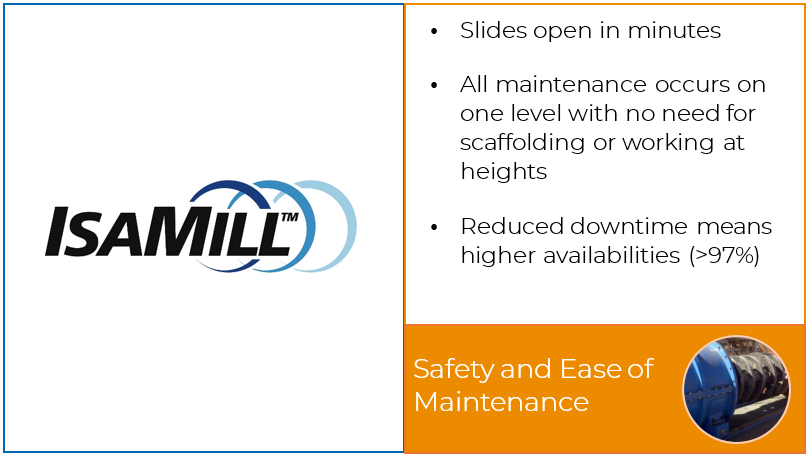 ISAMILL™
• Slides open in minutes
• All maintenance occurs on
one level with no need for
scaffolding or working at
heights
• Reduced downtime means
higher availabilities (>97%)
Safety and Ease of
Maintenance